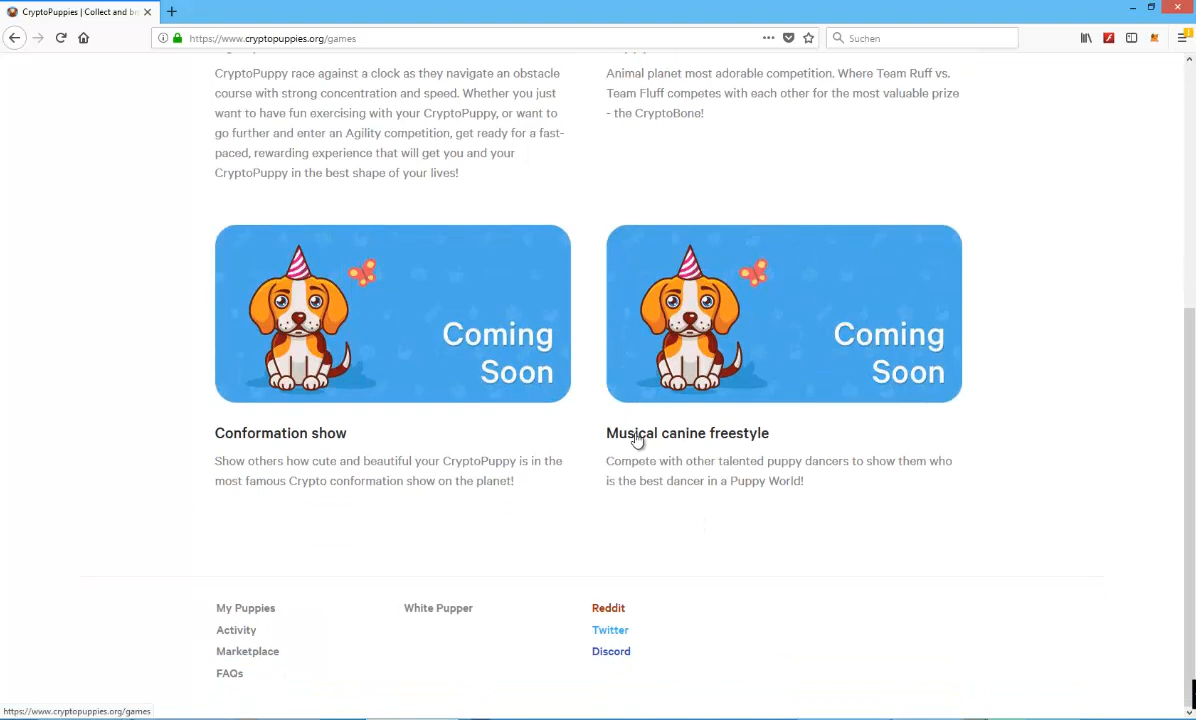 CryptoPuppies | Collect and br
https://www.cryptopuppies.org/games
Suchen
CryptoPuppy race against a clock as they navigate an obstacle
course with strong concentration and speed. Whether you just
want to have fun exercising with your CryptoPuppy, or want to
go further and enter an Agility competition, get ready for a fast-
paced, rewarding experience that will get you and your
CryptoPuppy in the best shape of your lives!
Animal planet most adorable competition. Where Team Ruff vs.
Team Fluff competes with each other for the most valuable prize
- the CryptoBone!
Coming
Soon
Coming
Soon
Conformation show
Show others how cute and beautiful your CryptoPuppy is in the
most famous Crypto conformation show on the planet!
Musical canine freestyle
Compete with other talented puppy dancers to show them who
is the best dancer in a Puppy World!
My Puppies
Activity
Marketplace
FAQs
White Pupper
Reddit
Twitter
Discord
https://www.cryptopuppies.org/games